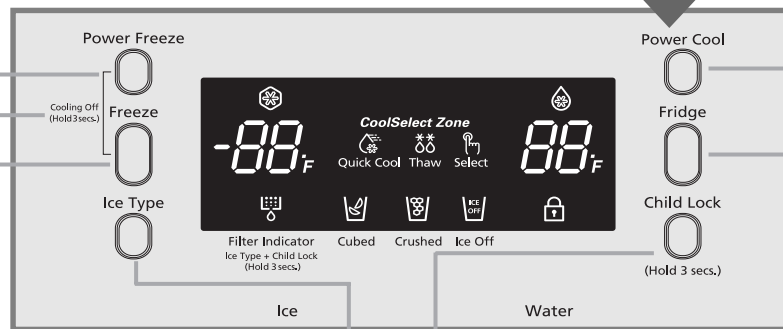 Power Freeze
Power Cool
Cooling Off
(Hold 3 secs.)
Freeze
Fridge
CoolSelect Zone
-88°F
88°F
Quick Cool Thaw Select
Ice Type
Child Lock
ICE
OFF
Filter Indicator Cubed Crushed Ice Off
Ice Type + Child Lock
(Hold 3 secs.)
(Hold 3 secs.)
Ice
Water